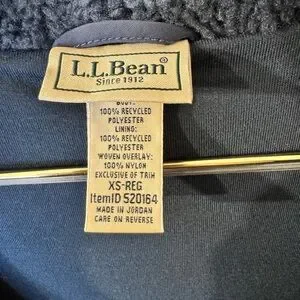 L.L.Bean
Since 1912
BODY:
100% RECYCLED
POLYESTER
LINING:
100% RECYCLED
POLYESTER
WOVEN OVERLAY:
100% NYLON
EXCLUSIVE OF TRIM
XS-REG
ItemID 520164
MADE IN JORDAN
CARE ON REVERSE